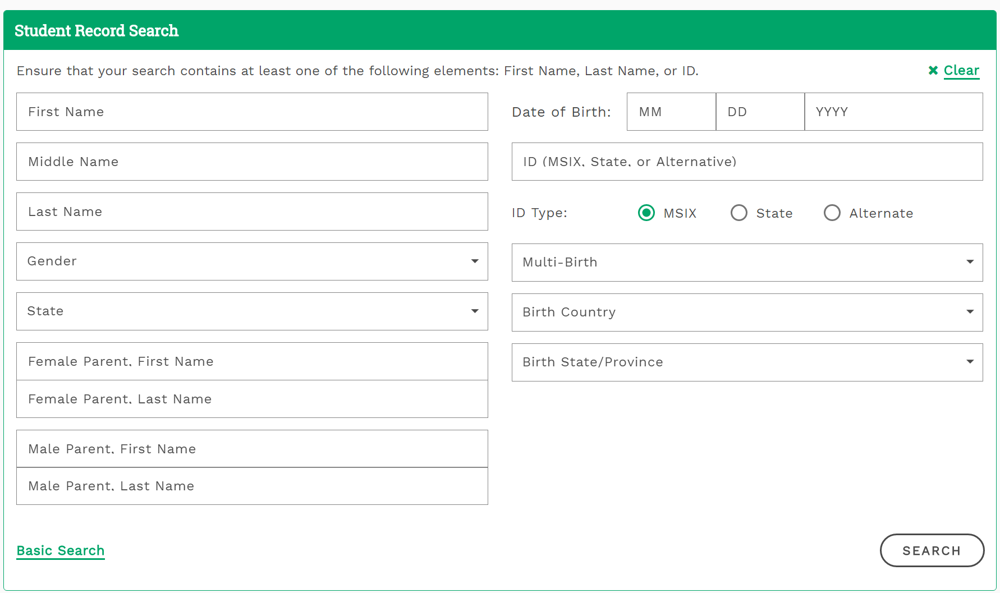 Student Record Search
Ensure that your search contains at least one of the following elements: First Name, Last Name, or ID.
✖ Clear
First Name
Date of Birth:
MM
DD
YYYY
Middle Name
ID (MSIX, State, or Alternative)
Last Name
ID Type:
MSIX
State
Alternate
Gender
Multi-Birth
State
Birth Country
Female Parent, First Name
Birth State/Province
Female Parent, Last Name
Male Parent, First Name
Male Parent, Last Name
Basic Search
SEARCH